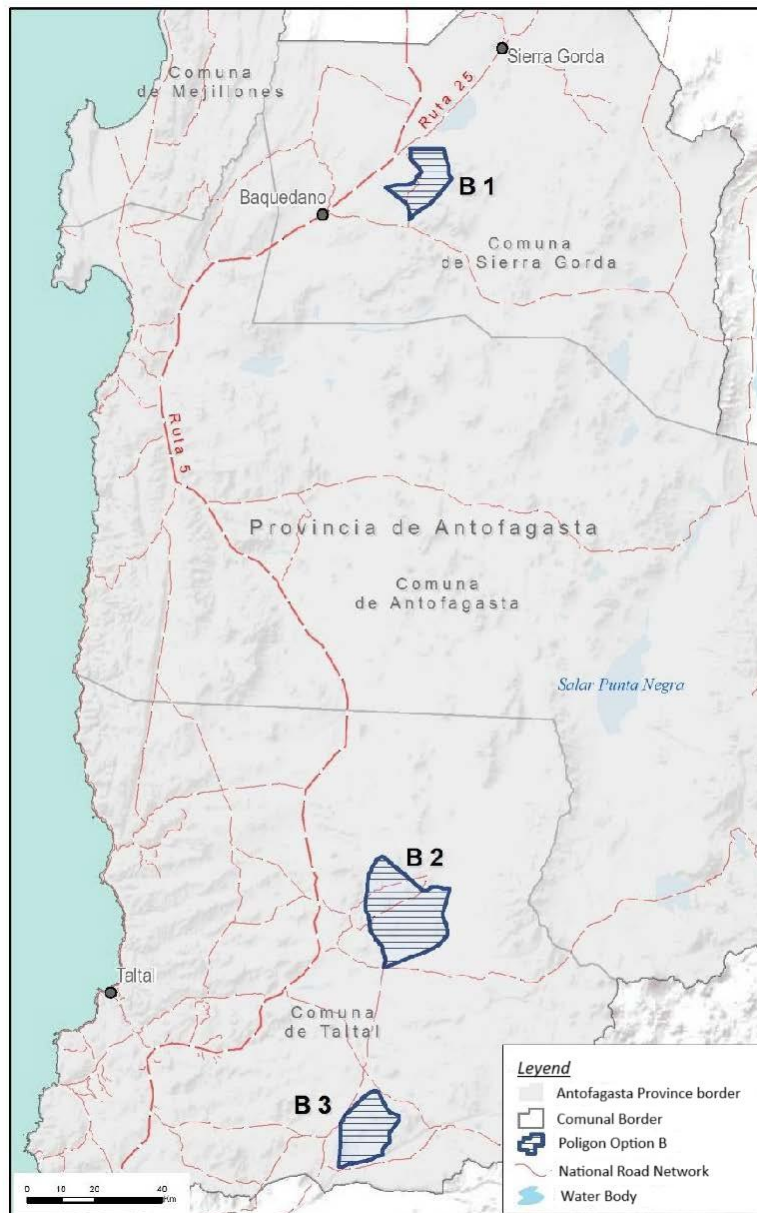 Sierra Gorda
Comuna
de Mejillones
Ruta 25
B 1
Baquedano
Comuna
de Sierra Gorda
Ruta 5
Provincia de Antofagasta
Comuna
de Antofagasta
Salar Punta Negra
B 2
Taltal
Comuna
de Taltal
B 3
Leyend
Antofagasta Province border
Comunal Border
Poligon Option B
National Road Network
Water Body
0 10 20 40
Km